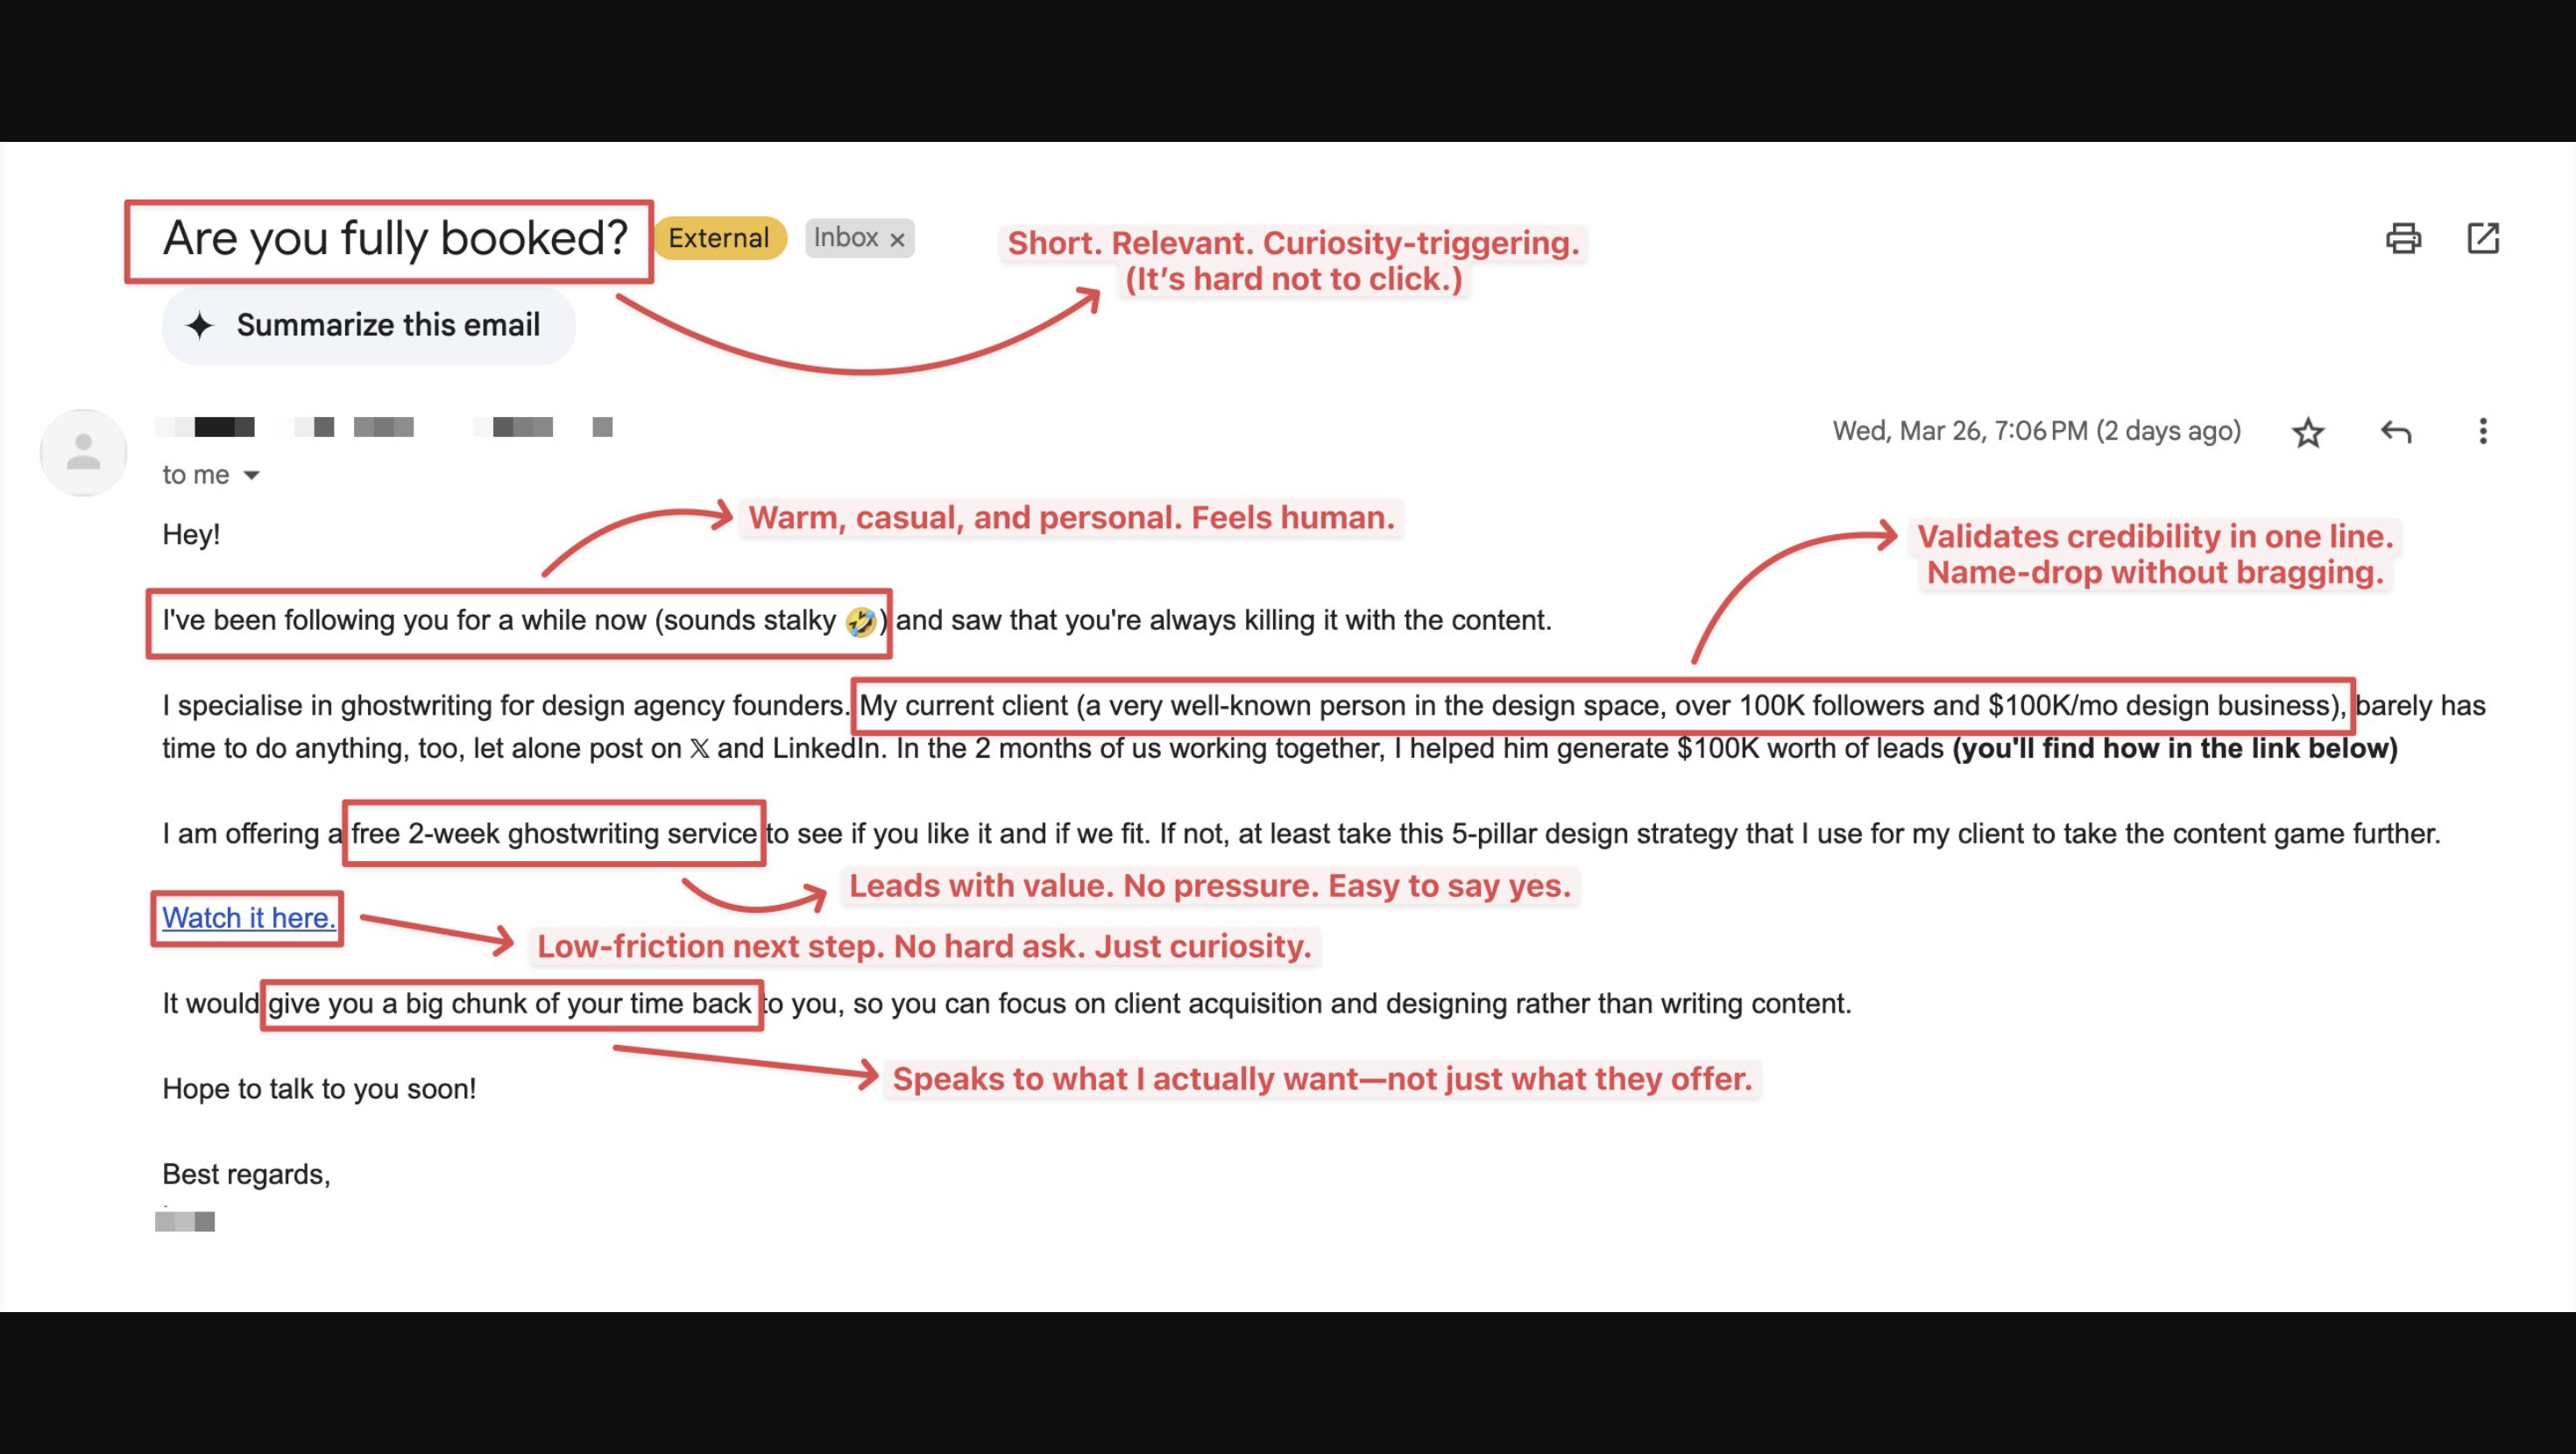 Are you fully booked? External Inbox ×
Short. Relevant. Curiosity-triggering.
(It's hard not to click.)
Summarize this email
Wed, Mar 26, 7:06 PM (2 days ago)
to me
Warm, casual, and personal. Feels human.
Hey!
Validates credibility in one line.
Name-drop without bragging.
I've been following you for a while now (sounds stalky 🤣) and saw that you're always killing it with the content.
I specialise in ghostwriting for design agency founders. My current client (a very well-known person in the design space, over 100K followers and $100K/mo design business), barely has
time to do anything, too, let alone post on 𝕏 and LinkedIn. In the 2 months of us working together, I helped him generate $100K worth of leads (you'll find how in the link below)
I am offering a free 2-week ghostwriting service to see if you like it and if we fit. If not, at least take this 5-pillar design strategy that I use for my client to take the content game further.
Leads with value. No pressure. Easy to say yes.
Watch it here.
Low-friction next step. No hard ask. Just curiosity.
It would give you a big chunk of your time back to you, so you can focus on client acquisition and designing rather than writing content.
Speaks to what I actually want—not just what they offer.
Hope to talk to you soon!
Best regards,